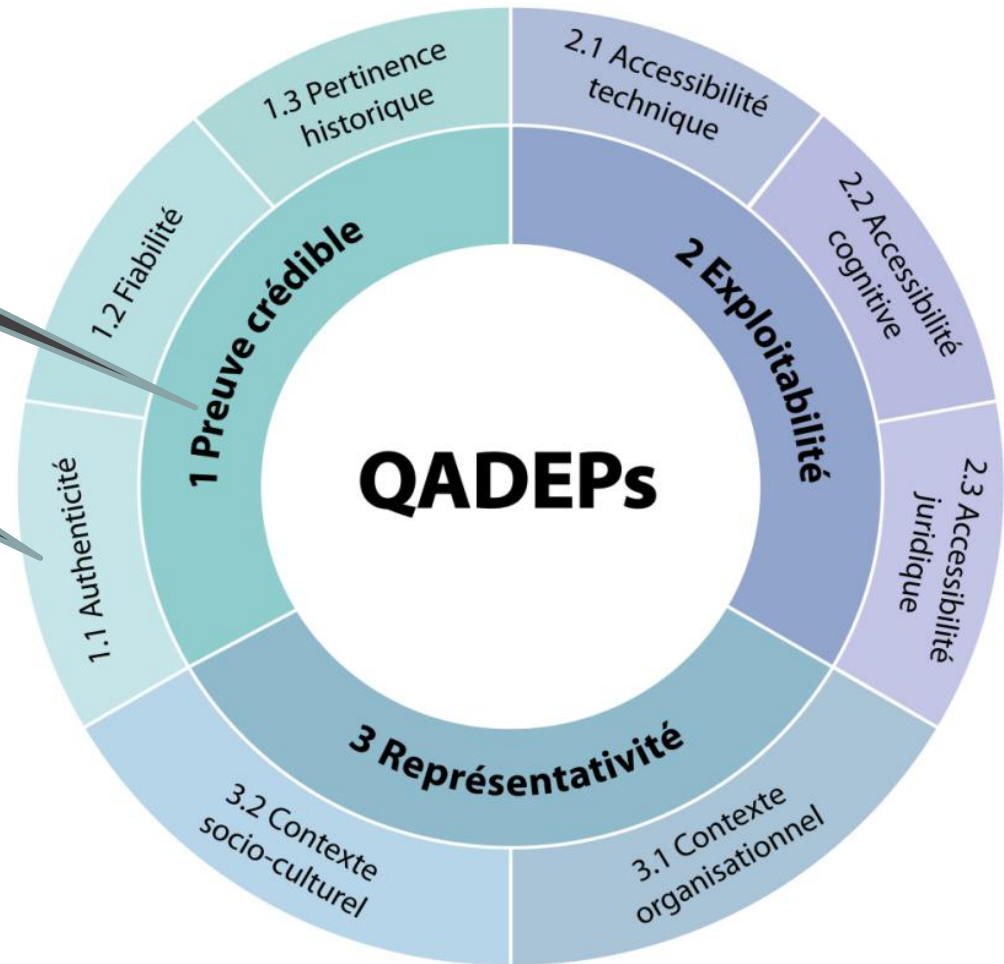 QADEPs
1 Preuve crédible
1.1 Authenticité
1.2 Fiabilité
1.3 Pertinence
historique
2 Exploitabilité
2.1 Accessibilité
technique
2.2 Accessibilité
cognitive
2.3 Accessibilité
juridique
3 Représentativité
3.1 Contexte
organisationnel
3.2 Contexte
socio-culturel